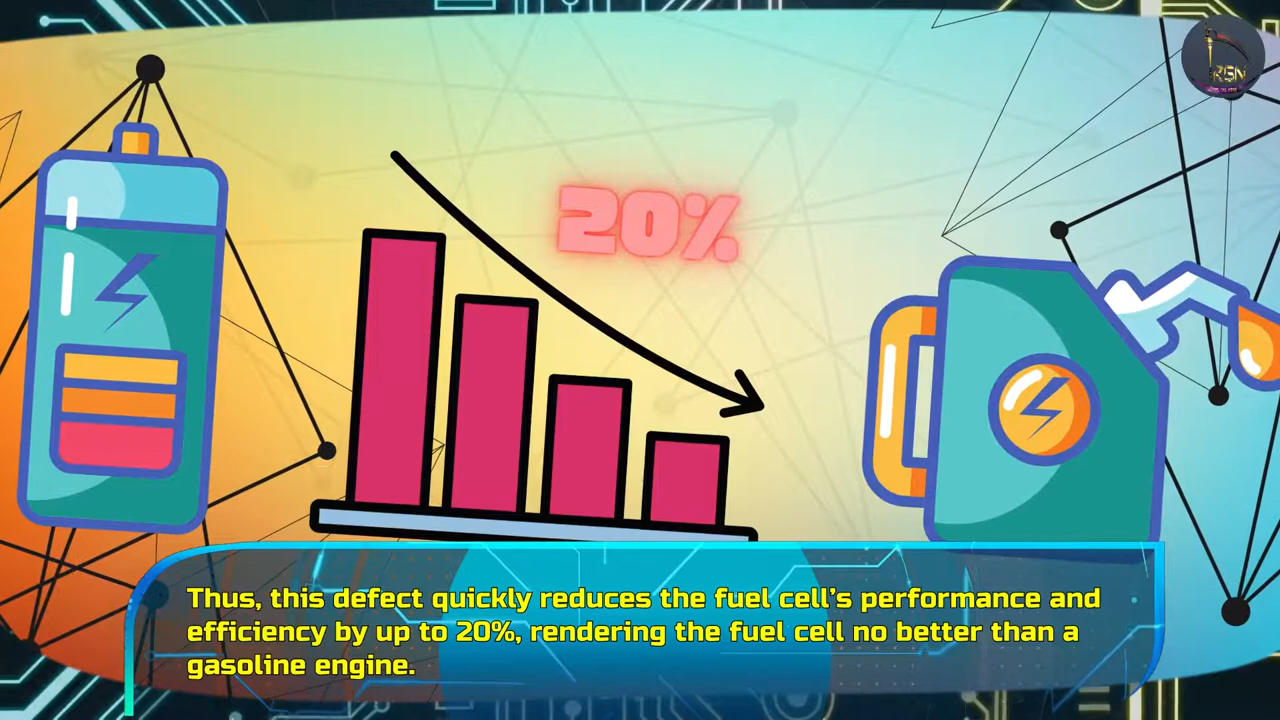 RGN
20%
Thus, this defect quickly reduces the fuel cell's performance and
efficiency by up to 20%, rendering the fuel cell no better than a
gasoline engine.